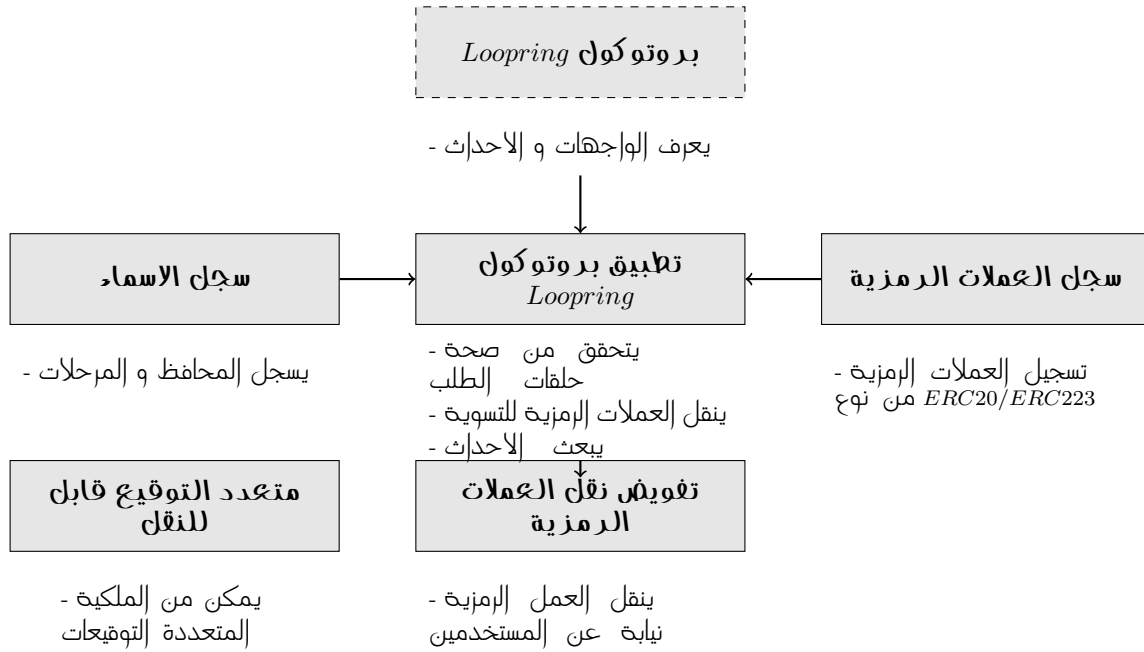 بروتوكول Loopring
- يعرف الواجهات و الاحداث
سجل الاسماء
تطبيق بروتوكول
Loopring
سجل العملات الرمزية
- يسجل المحافظ و المرحلات
- يتحقق من صحة
حلقات الطلب
- ينقل العملات الرمزية للتسوية
- يبعث الاحداث
- تسجيل العملات الرمزية
من نوع ERC20/ERC223
متعدد التوقيع قابل
للنقل
تفويض نقل العملات
الرمزية
- يمكن من الملكية
المتعددة التوقيعات
- ينقل العمل الرمزية
نيابة عن المستخدمين